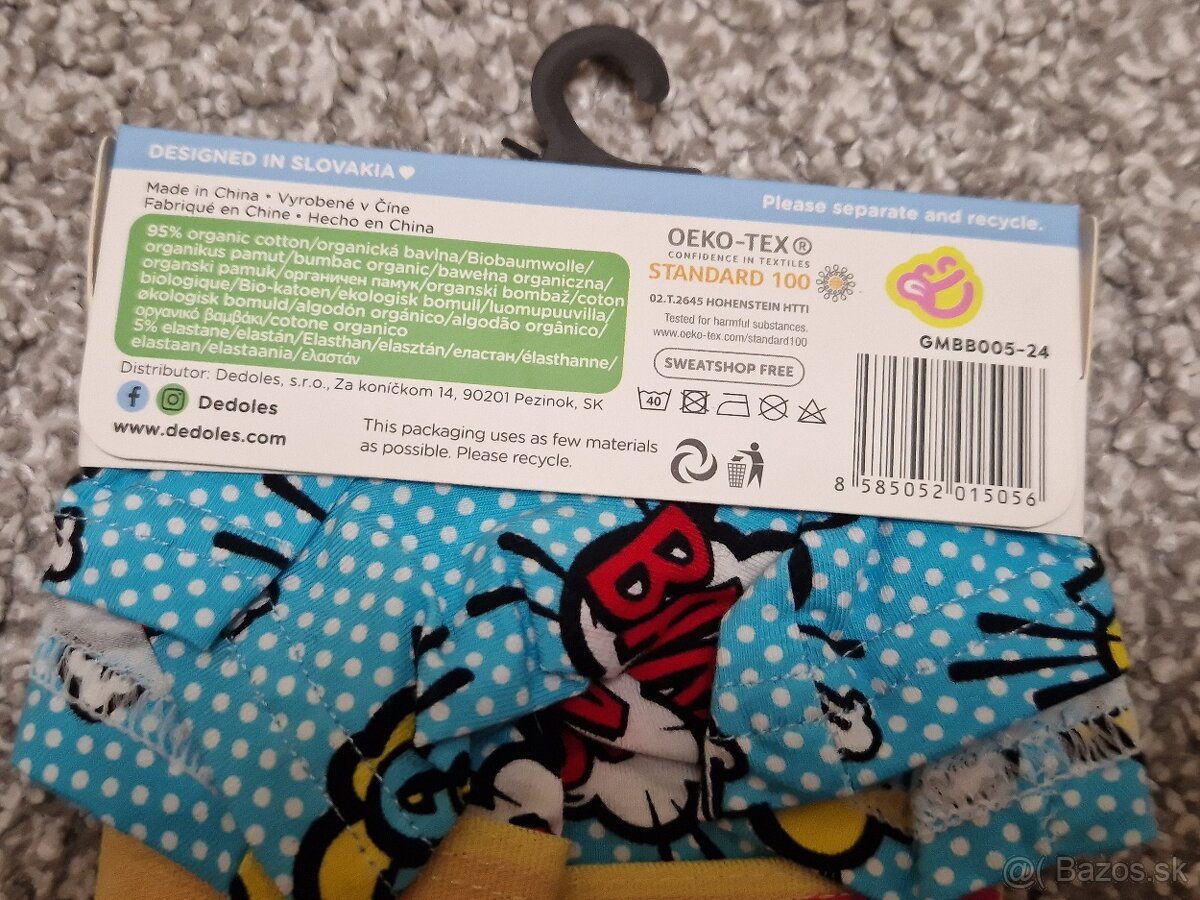 DESIGNED IN SLOVAKIA
Please separate and recycle.
Made in China • Vyrobené v Číne
Fabriqué en Chine • Hecho en China
95% organic cotton/organická bavlna/Biobaumwolle/
organikus pamut/bumbac organic/bawełna organiczna/
organski pamuk/органичен памук/organski bombaž/coton
biologique/Bio-katoen/ekologisk bomull/luomupuuvilla/
økologisk bomuld/algodón orgánico/algodão orgânico/
οργανικό βαμβάκι/cotone organico
5% elastane/elastán/Elasthan/elasztán/еластан/élasthanne/
elastaan/elastaania/ελαστάν
Distributor: Dedoles, s.r.o., Za koníčkom 14, 90201 Pezinok, SK
Dedoles
www.dedoles.com
This packaging uses as few materials
as possible. Please recycle.
OEKO-TEX®
CONFIDENCE IN TEXTILES
STANDARD 100
02.T.2645 HOHENSTEIN HTTI
Tested for harmful substances.
www.oeko-tex.com/standard100
SWEATSHOP FREE
40
GMBB005-24
8 585052 015056
Bazos.sk